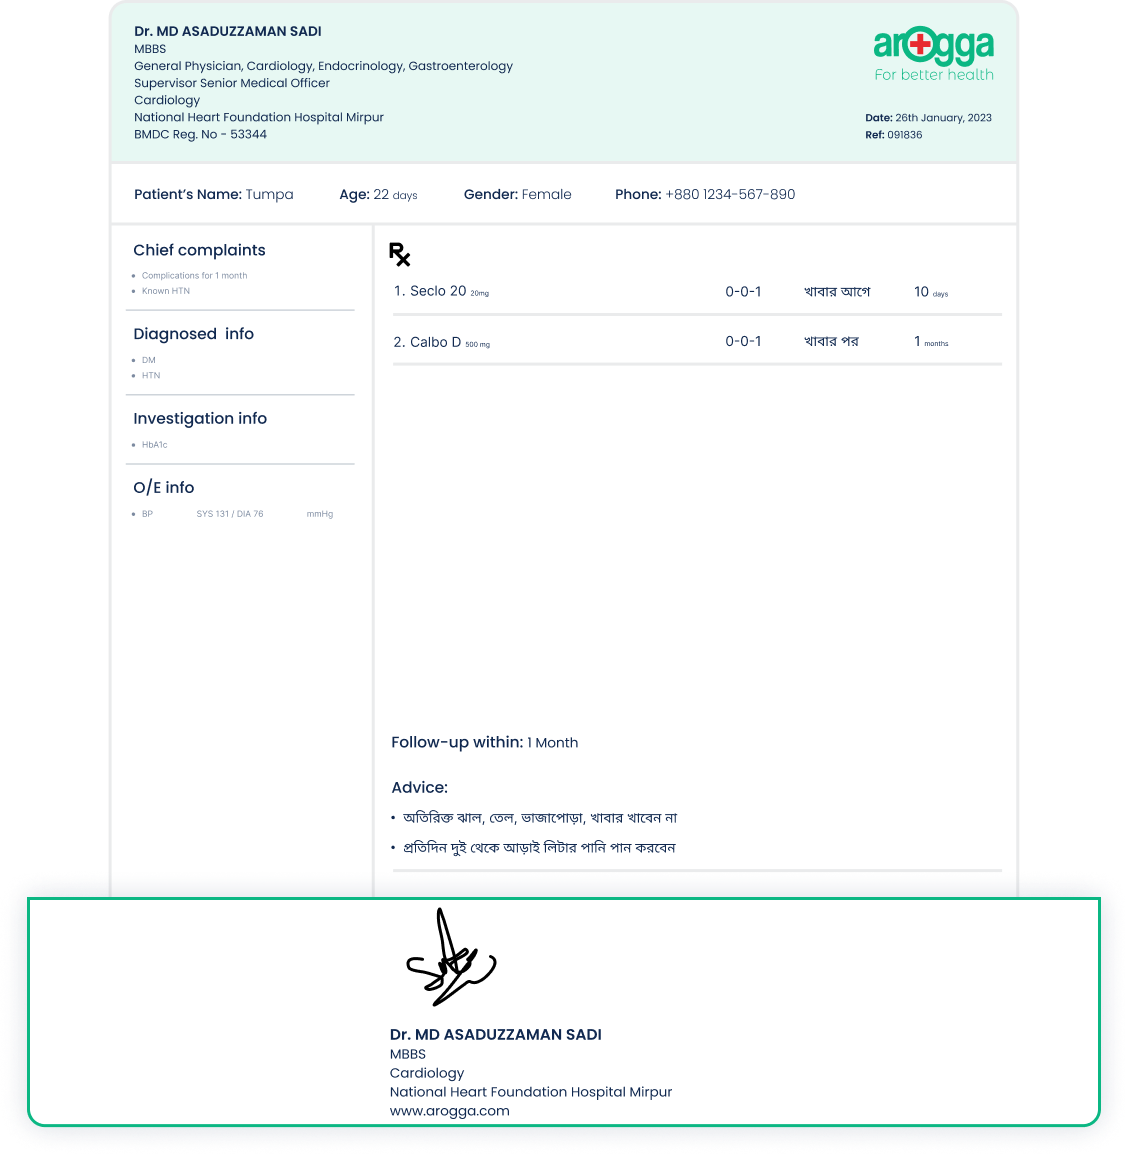 Dr. MD ASADUZZAMAN SADI
MBBS
General Physician, Cardiology, Endocrinology, Gastroenterology
Supervisor Senior Medical Officer
Cardiology
National Heart Foundation Hospital Mirpur
BMDC Reg. No - 53344
arogga
For better health
Date: 26th January, 2023
Ref: 091836
Patient’s Name: Tumpa Age: 22 days Gender: Female Phone: +880 1234-567-890
Chief complaints
• Complications for 1 month
• Known HTN
Diagnosed info
• DM
• HTN
Investigation info
• HbA1c
O/E info
• BP SYS 131 / DIA 76 mmHg
Rx
1. Seclo 20 20mg 0-0-1 খাবার আগে 10 days
2. Calbo D 500 mg 0-0-1 খাবার পর 1 months
Follow-up within: 1 Month
Advice:
• অতিরিক্ত ঝাল, তেল, ভাজাপোড়া, খাবার খাবেন না
• প্রতিদিন দুই থেকে আড়াই লিটার পানি পান করবেন
Dr. MD ASADUZZAMAN SADI
MBBS
Cardiology
National Heart Foundation Hospital Mirpur
www.arogga.com